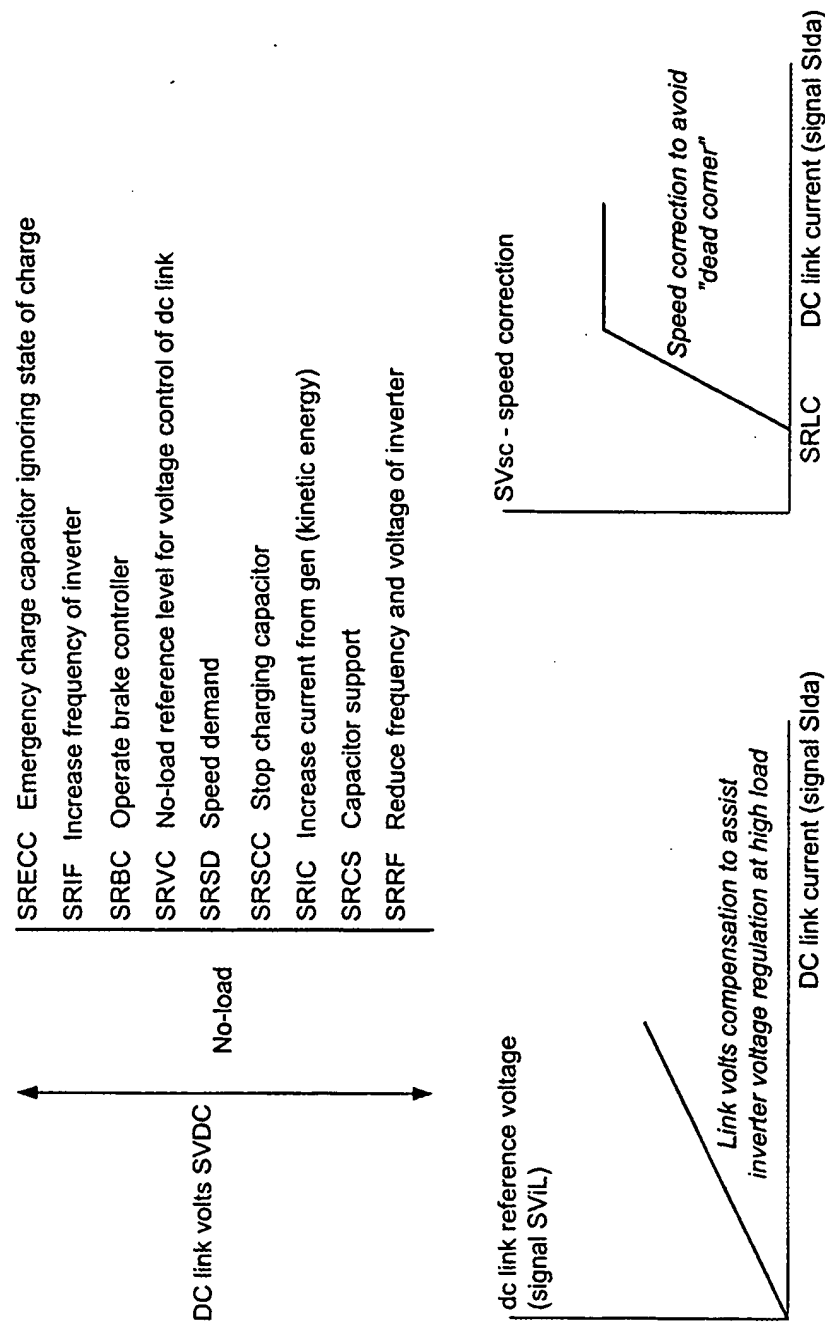 DC link volts SVDC
No-load
SRECC Emergency charge capacitor ignoring state of charge
SRIF Increase frequency of inverter
SRBC Operate brake controller
SRVC No-load reference level for voltage control of dc link
SRSD Speed demand
SRSCC Stop charging capacitor
SRIC Increase current from gen (kinetic energy)
SRCS Capacitor support
SRRF Reduce frequency and voltage of inverter
dc link reference voltage
(signal SViL)
Link volts compensation to assist
inverter voltage regulation at high load
DC link current (signal SIda)
SVsc - speed correction
Speed correction to avoid
"dead corner"
SRLC
DC link current (signal SIda)